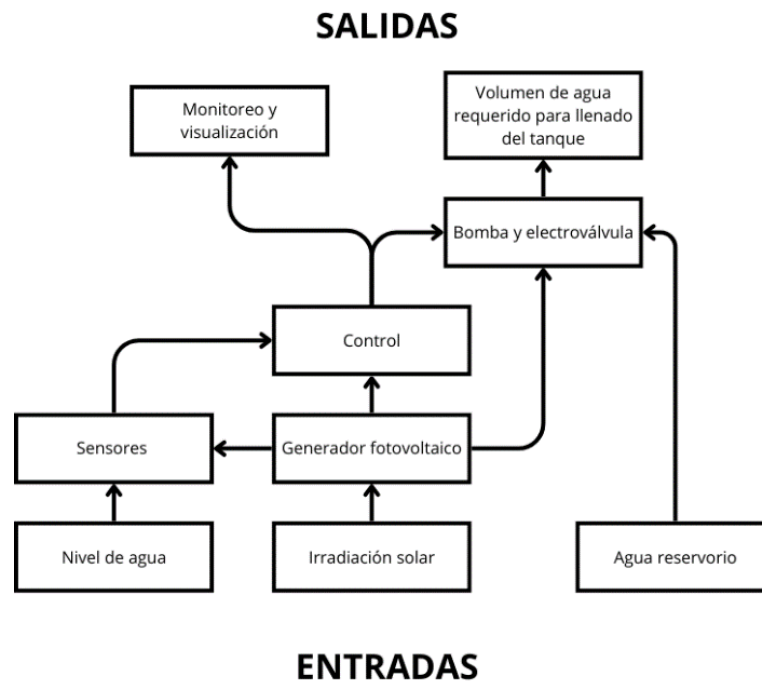 SALIDAS
Monitoreo y
visualización
Volumen de agua
requerido para llenado
del tanque
Bomba y electroválvula
Control
Sensores
Generador fotovoltaico
Nivel de agua
Irradiación solar
Agua reservorio
ENTRADAS